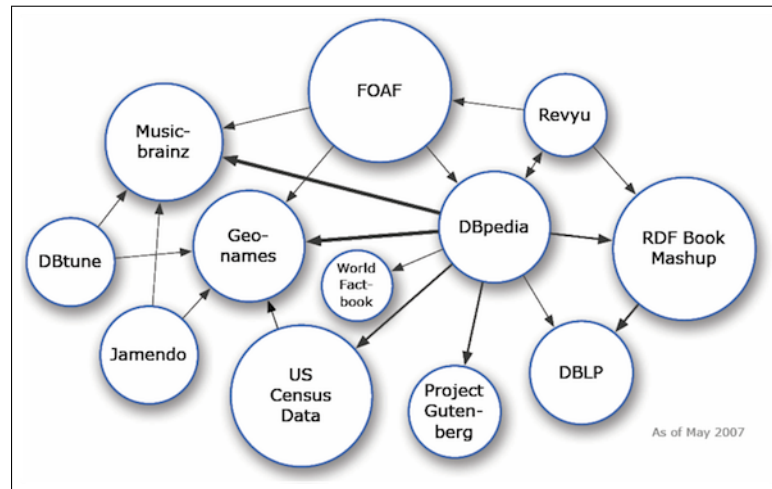 FOAF
Revyu
Music-
brainz
DBpedia
RDF Book
Mashup
Geo-
names
DBtune
World
Fact-
book
Jamendo
US
Census
Data
Project
Guten-
berg
DBLP
As of May 2007